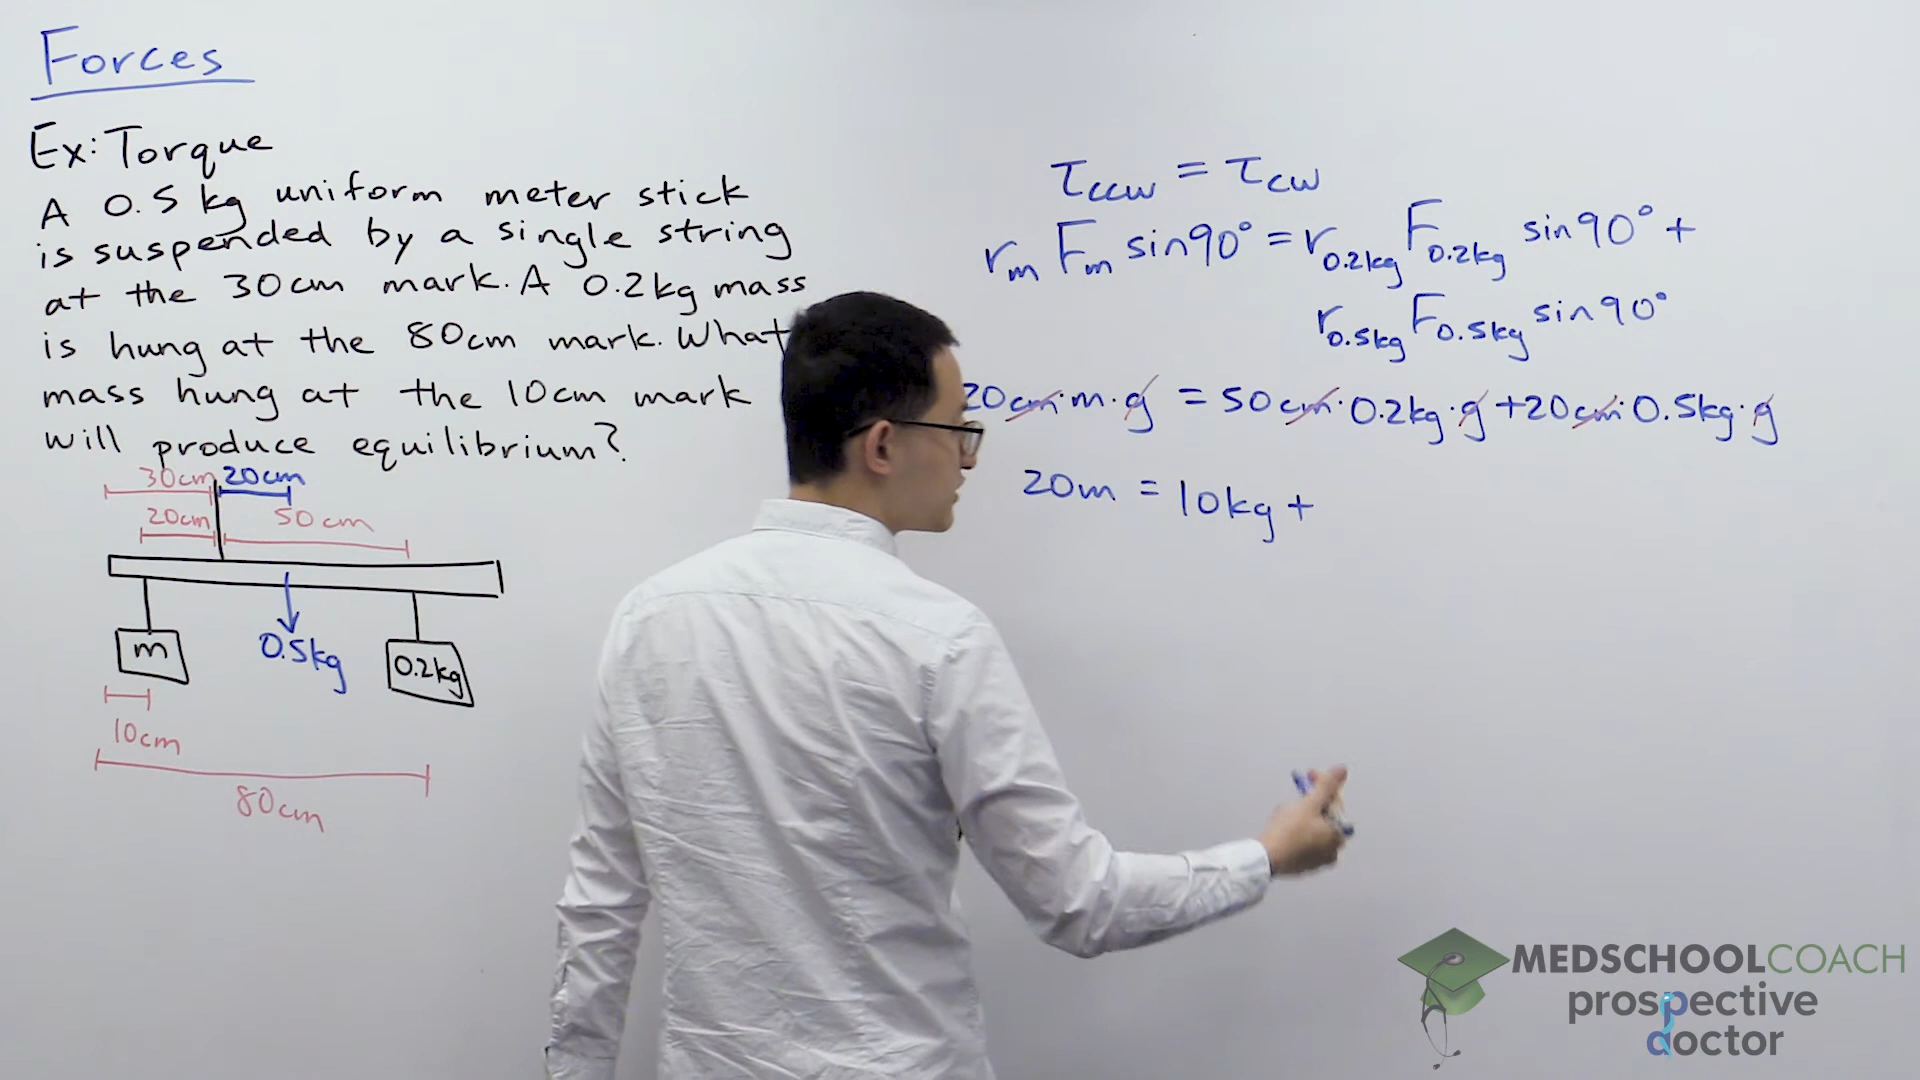 Forces
Ex: Torque
A 0.5 kg uniform meter stick
is suspended by a single string
at the 30cm mark. A 0.2kg mass
is hung at the 80cm mark. What
mass hung at the 10cm mark
will produce equilibrium?
30cm 20cm
20cm 50cm
m 0.5kg 0.2kg
10cm
80cm
τccw = τcw
rm Fm sin90° = r0.2kg F0.2kg sin90° +
r0.5kg F0.5kg sin90°
20cm·m·g = 50cm·0.2kg·g + 20cm·0.5kg·g
20m = 10kg +
MEDSCHOOLCOACH
prospective
doctor